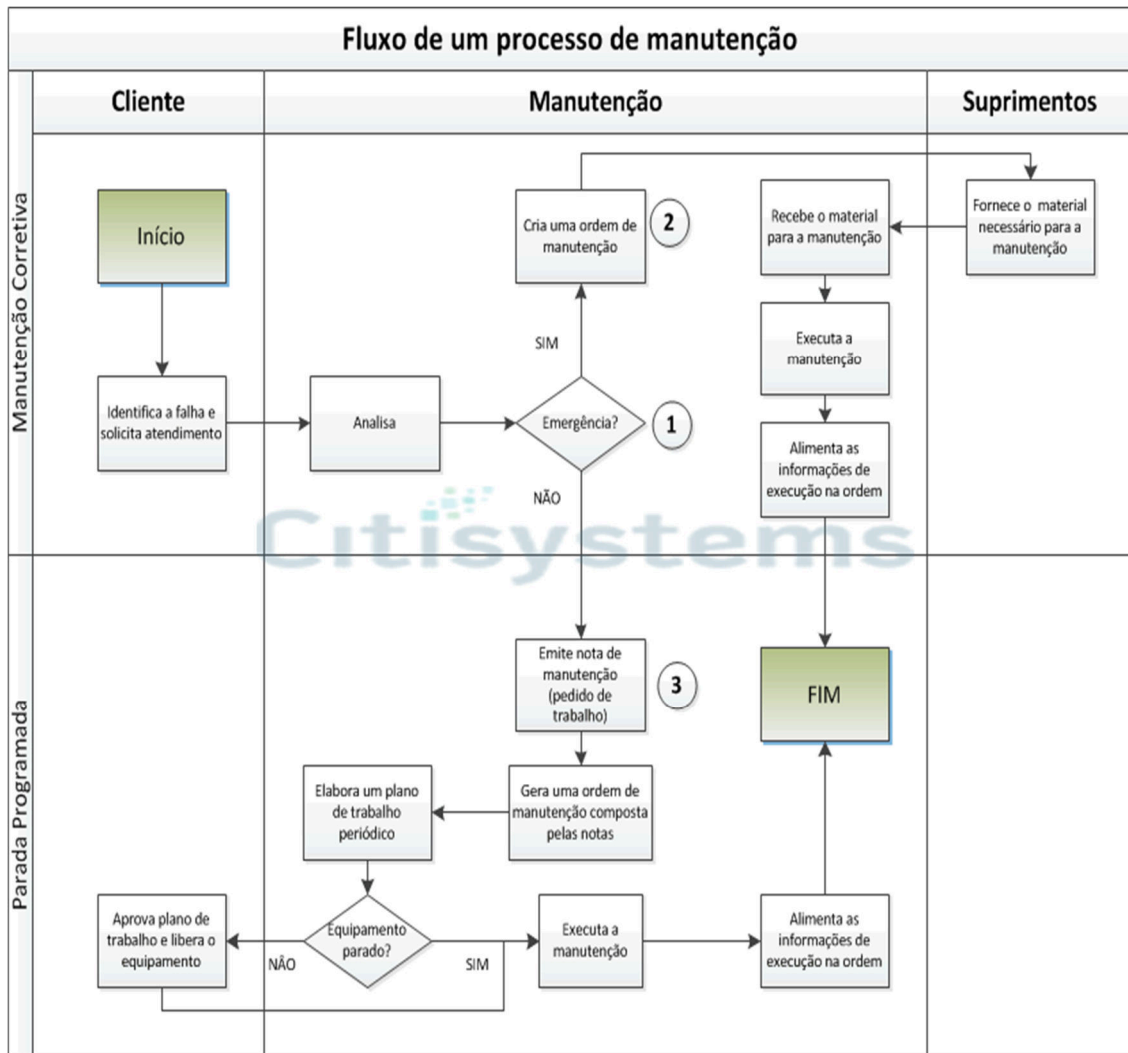 Fluxo de um processo de manutenção
Cliente
Manutenção
Suprimentos
Manutenção Corretiva
Início
Cria uma ordem de
manutenção
2
Recebe o material
para a manutenção
Fornece o material
necessário para a
manutenção
SIM
Executa a
manutenção
Identifica a falha e
solicita atendimento
Analisa
Emergência?
1
Alimenta as
informações de
execução na ordem
NÃO
Citisystems
Parada Programada
Emite nota de
manutenção
(pedido de
trabalho)
3
FIM
Elabora um plano
de trabalho
periódico
Gera uma ordem de
manutenção composta
pelas notas
Aprova plano de
trabalho e libera o
equipamento
NÂO
Equipamento
parado?
SIM
Executa a
manutenção
Alimenta as
informações de
execução na ordem